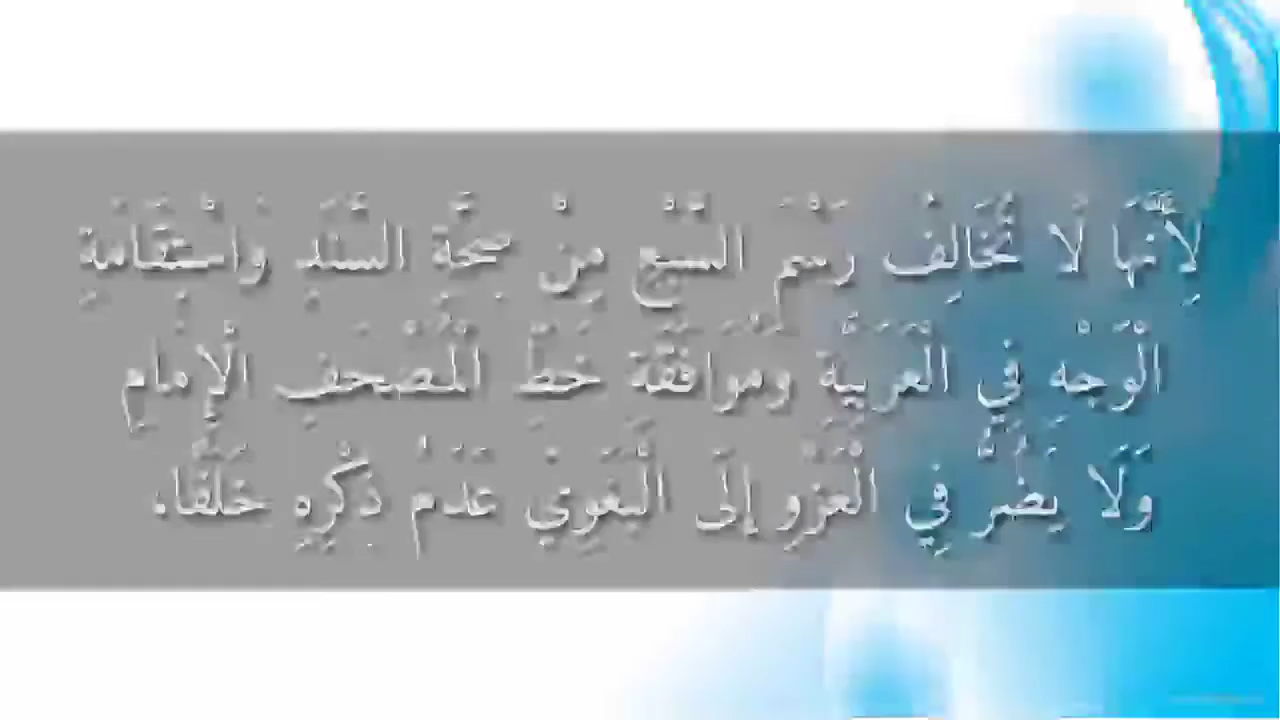 لِأَنَّهَا لَا تُخَالِفُ رَسْمَ السَّبْعِ مِنْ صِحَّةِ السَّنَدِ وَاسْتِقَامَةِ
الْوَجْهِ فِي الْعَرَبِيَّةِ وَمُوَافَقَةِ خَطِّ الْمُصْحَفِ الْإِمَامِ
وَلَا يَضُرُّ فِي الْعَزْوِ إِلَى الْبَغَوِيِّ عَدَمُ ذِكْرِهِ خَلَفًا،